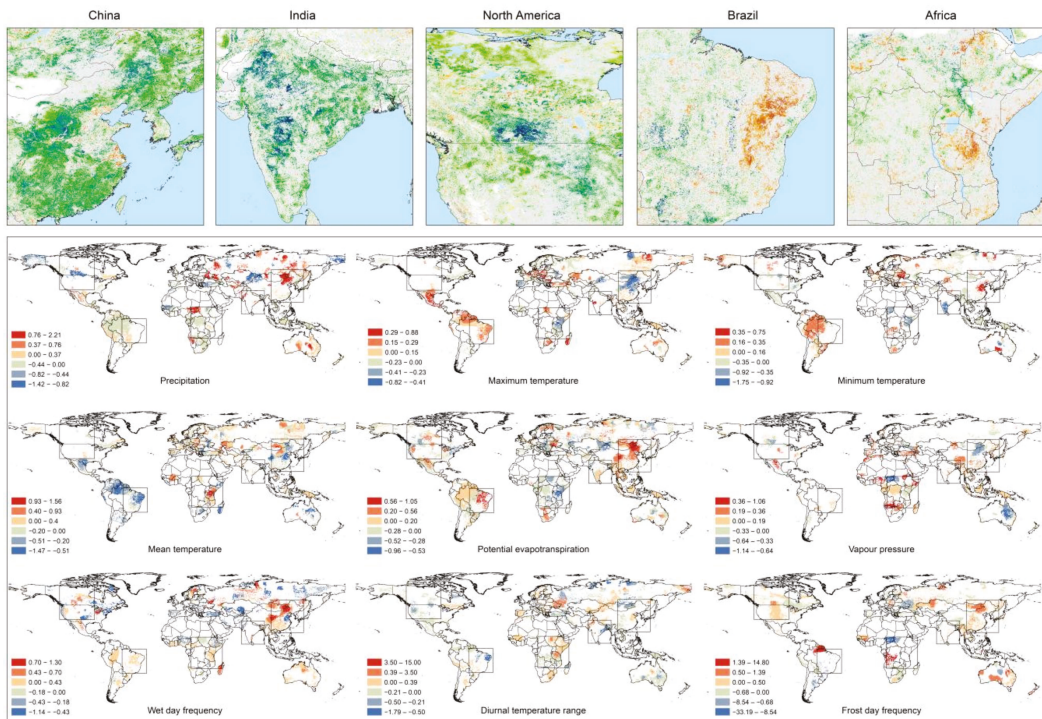 China
India
North America
Brazil
Africa
0.76 – 2.21
0.37 – 0.76
0.00 – 0.37
−0.44 – 0.00
−0.82 – −0.44
−1.42 – −0.82
Precipitation
0.29 – 0.88
0.15 – 0.29
0.00 – 0.15
−0.23 – 0.00
−0.41 – −0.23
−0.82 – −0.41
Maximum temperature
0.35 – 0.75
0.16 – 0.35
0.00 – 0.16
−0.35 – 0.00
−0.92 – −0.35
−1.75 – −0.92
Minimum temperature
0.93 – 1.56
0.40 – 0.93
0.00 – 0.4
−0.20 – 0.00
−0.51 – −0.20
−1.47 – −0.51
Mean temperature
0.56 – 1.05
0.20 – 0.56
0.00 – 0.20
−0.28 – 0.00
−0.52 – −0.28
−0.96 – −0.53
Potential evapotranspiration
0.36 – 1.06
0.19 – 0.36
0.00 – 0.19
−0.33 – 0.00
−0.64 – −0.33
−1.14 – −0.64
Vapour pressure
0.70 – 1.30
0.43 – 0.70
0.00 – 0.43
−0.18 – 0.00
−0.43 – −0.18
−1.14 – −0.43
Wet day frequency
3.50 – 15.00
0.39 – 3.50
0.00 – 0.39
−0.21 – 0.00
−0.50 – −0.21
−1.79 – −0.50
Diurnal temperature range
1.39 – 14.80
0.50 – 1.39
0.00 – 0.50
−0.68 – 0.00
−8.54 – −0.68
−33.19 – −8.54
Frost day frequency